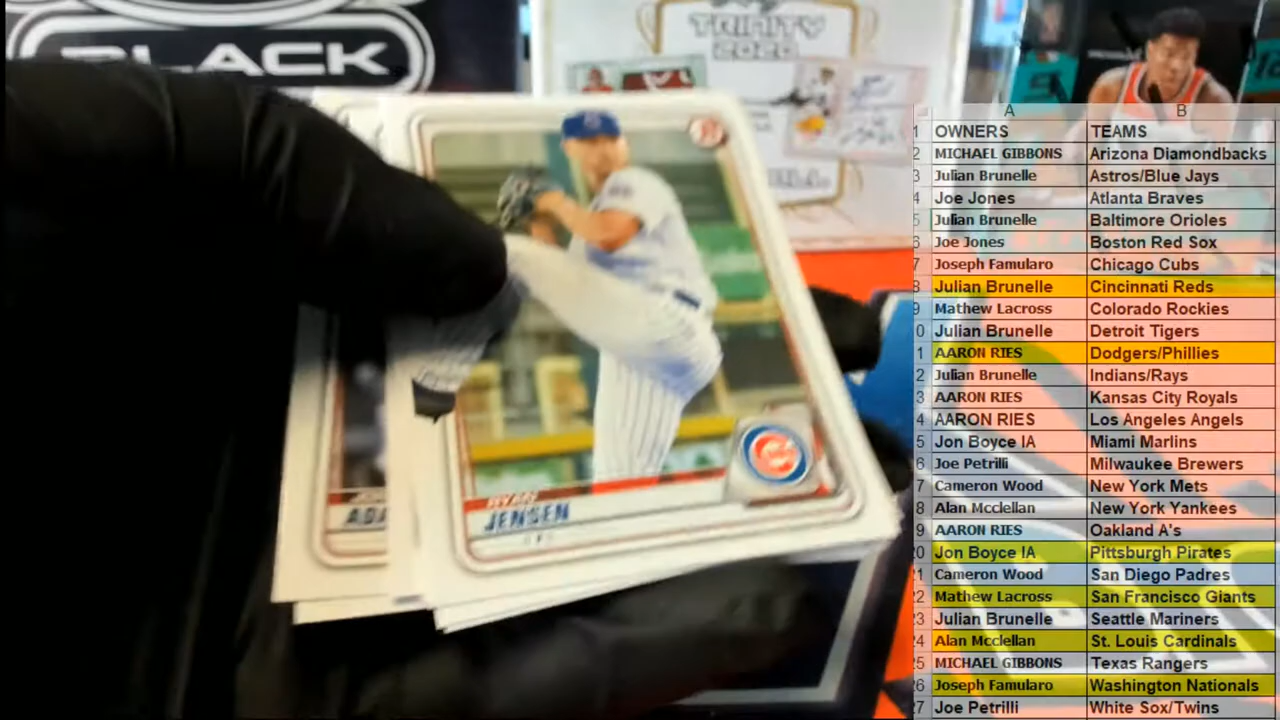 BLACK
TRINITY
2020
RYAN
JENSEN
A B
1 OWNERS TEAMS
2 MICHAEL GIBBONS Arizona Diamondbacks
3 Julian Brunelle Astros/Blue Jays
4 Joe Jones Atlanta Braves
5 Julian Brunelle Baltimore Orioles
6 Joe Jones Boston Red Sox
7 Joseph Famularo Chicago Cubs
8 Julian Brunelle Cincinnati Reds
9 Mathew Lacross Colorado Rockies
0 Julian Brunelle Detroit Tigers
1 AARON RIES Dodgers/Phillies
2 Julian Brunelle Indians/Rays
3 AARON RIES Kansas City Royals
4 AARON RIES Los Angeles Angels
5 Jon Boyce IA Miami Marlins
6 Joe Petrilli Milwaukee Brewers
7 Cameron Wood New York Mets
8 Alan Mcclellan New York Yankees
9 AARON RIES Oakland A's
20 Jon Boyce IA Pittsburgh Pirates
21 Cameron Wood San Diego Padres
22 Mathew Lacross San Francisco Giants
23 Julian Brunelle Seattle Mariners
24 Alan Mcclellan St. Louis Cardinals
25 MICHAEL GIBBONS Texas Rangers
26 Joseph Famularo Washington Nationals
27 Joe Petrilli White Sox/Twins